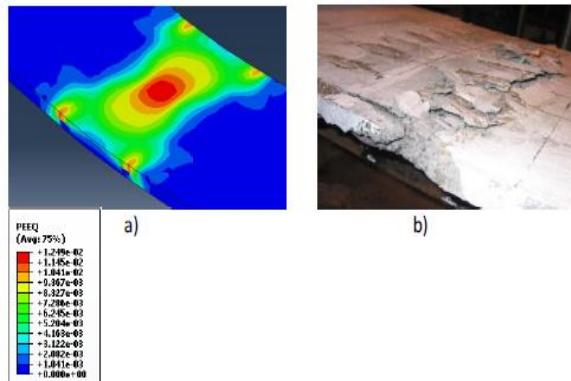 a)
b)
PEEQ
(Avg: 75%)
+1.249e-02
+1.145e-02
+1.041e-02
+9.367e-03
+8.327e-03
+7.286e-03
+6.245e-03
+5.204e-03
+4.163e-03
+3.122e-03
+2.082e-03
+1.041e-03
+0.000e+00